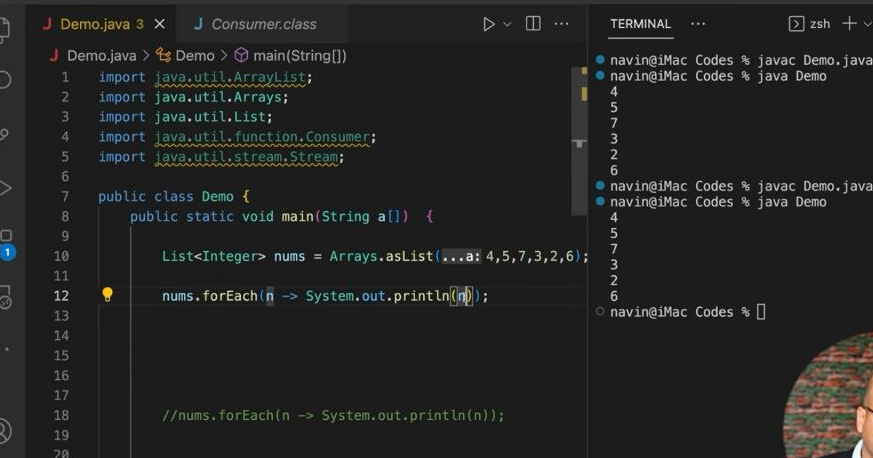 Demo.java 3
Consumer.class
Demo.java > Demo > main(String[])
1 import java.util.ArrayList;
2 import java.util.Arrays;
3 import java.util.List;
4 import java.util.function.Consumer;
5 import java.util.stream.Stream;
6
7 public class Demo {
8 public static void main(String a[]) {
9
10 List<Integer> nums = Arrays.asList(...a: 4,5,7,3,2,6);
11
12 nums.forEach(n -> System.out.println(n));
13
14
15
16
17
18 //nums.forEach(n -> System.out.println(n));
19
20
1
TERMINAL
zsh
navin@iMac Codes % javac Demo.java
navin@iMac Codes % java Demo
4
5
7
3
2
6
navin@iMac Codes % javac Demo.java
navin@iMac Codes % java Demo
4
5
7
3
2
6
navin@iMac Codes %